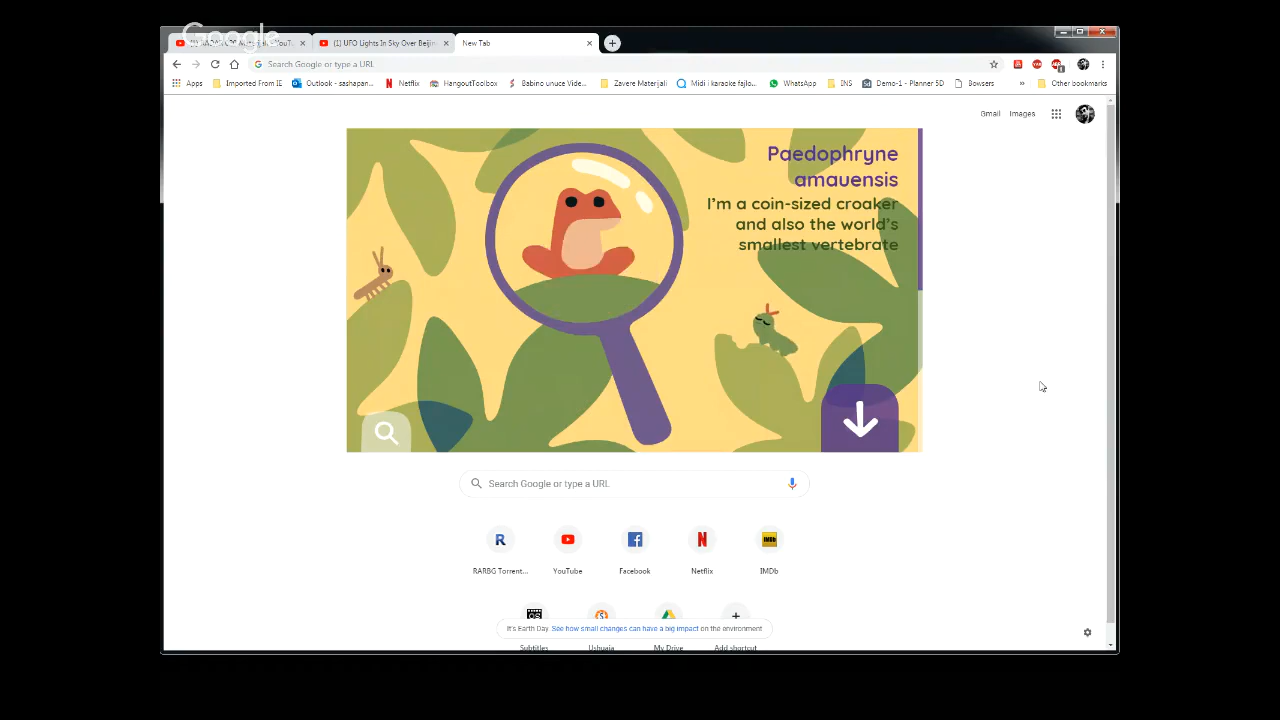 Google
(1) UFO Lights In Sky Over Beijin
New Tab
Search Google or type a URL
Apps
Imported From IE
Outlook - sashapan...
Netflix
HangoutToolbox
Babino unuce Vide...
Zavere Materijali
Midi i karaoke fajlo...
WhatsApp
INS
Demo-1 - Planner 5D
Bowsers
»
Other bookmarks
Gmail
Images
Paedophryne
amauensis
I'm a coin-sized croaker
and also the world's
smallest vertebrate
Search Google or type a URL
RARBG Torrent...
YouTube
Facebook
Netflix
IMDb
It's Earth Day. See how small changes can have a big impact on the environment
Subtitles
Ushuaia
My Drive
Add shortcut